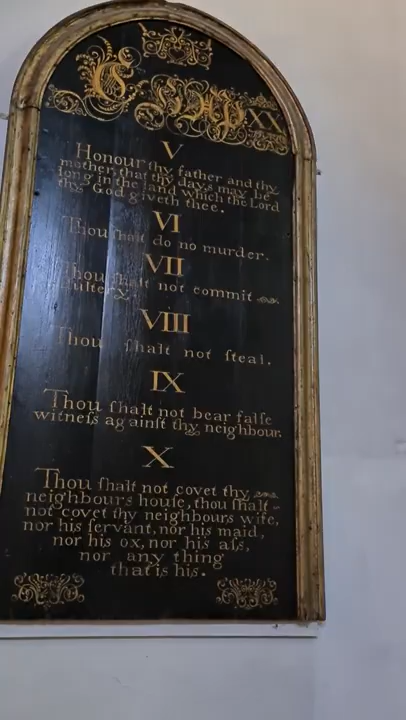 CHAP XX
V
Honour thy father and thy
mother, that thy days may be
long in the land which the Lord
thy God giveth thee.
VI
Thou ſhalt do no murder.
VII
Thou ſhalt not commit
adultery.
VIII
Thou ſhalt not ſteal.
IX
Thou ſhalt not bear falſe
witneſs againſt thy neighbour.
X
Thou ſhalt not covet thy
neighbours houſe, thou ſhalt
not covet thy neighbours wife,
nor his ſervant, nor his maid,
nor his ox, nor his aſs,
nor any thing
that is his.